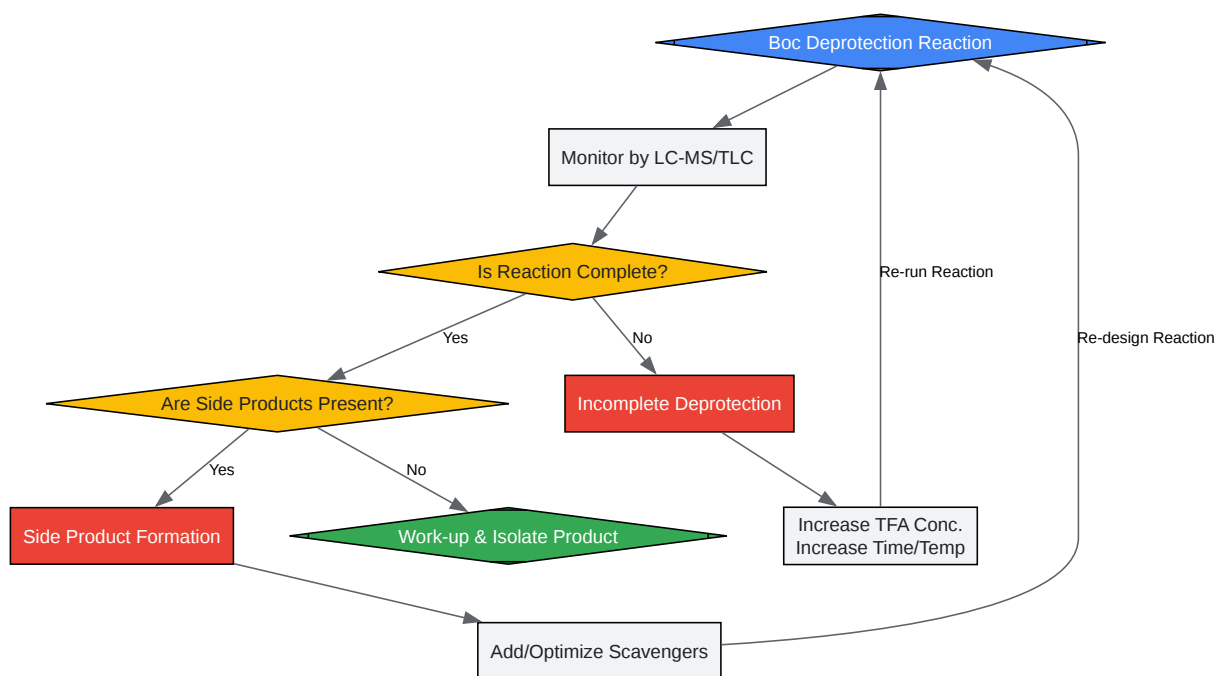 Boc Deprotection Reaction
Monitor by LC-MS/TLC
Is Reaction Complete?
Re-run Reaction
Yes
No
Re-design Reaction
Are Side Products Present?
Incomplete Deprotection
Yes
No
Side Product Formation
Work-up & Isolate Product
Increase TFA Conc.
Increase Time/Temp
Add/Optimize Scavengers